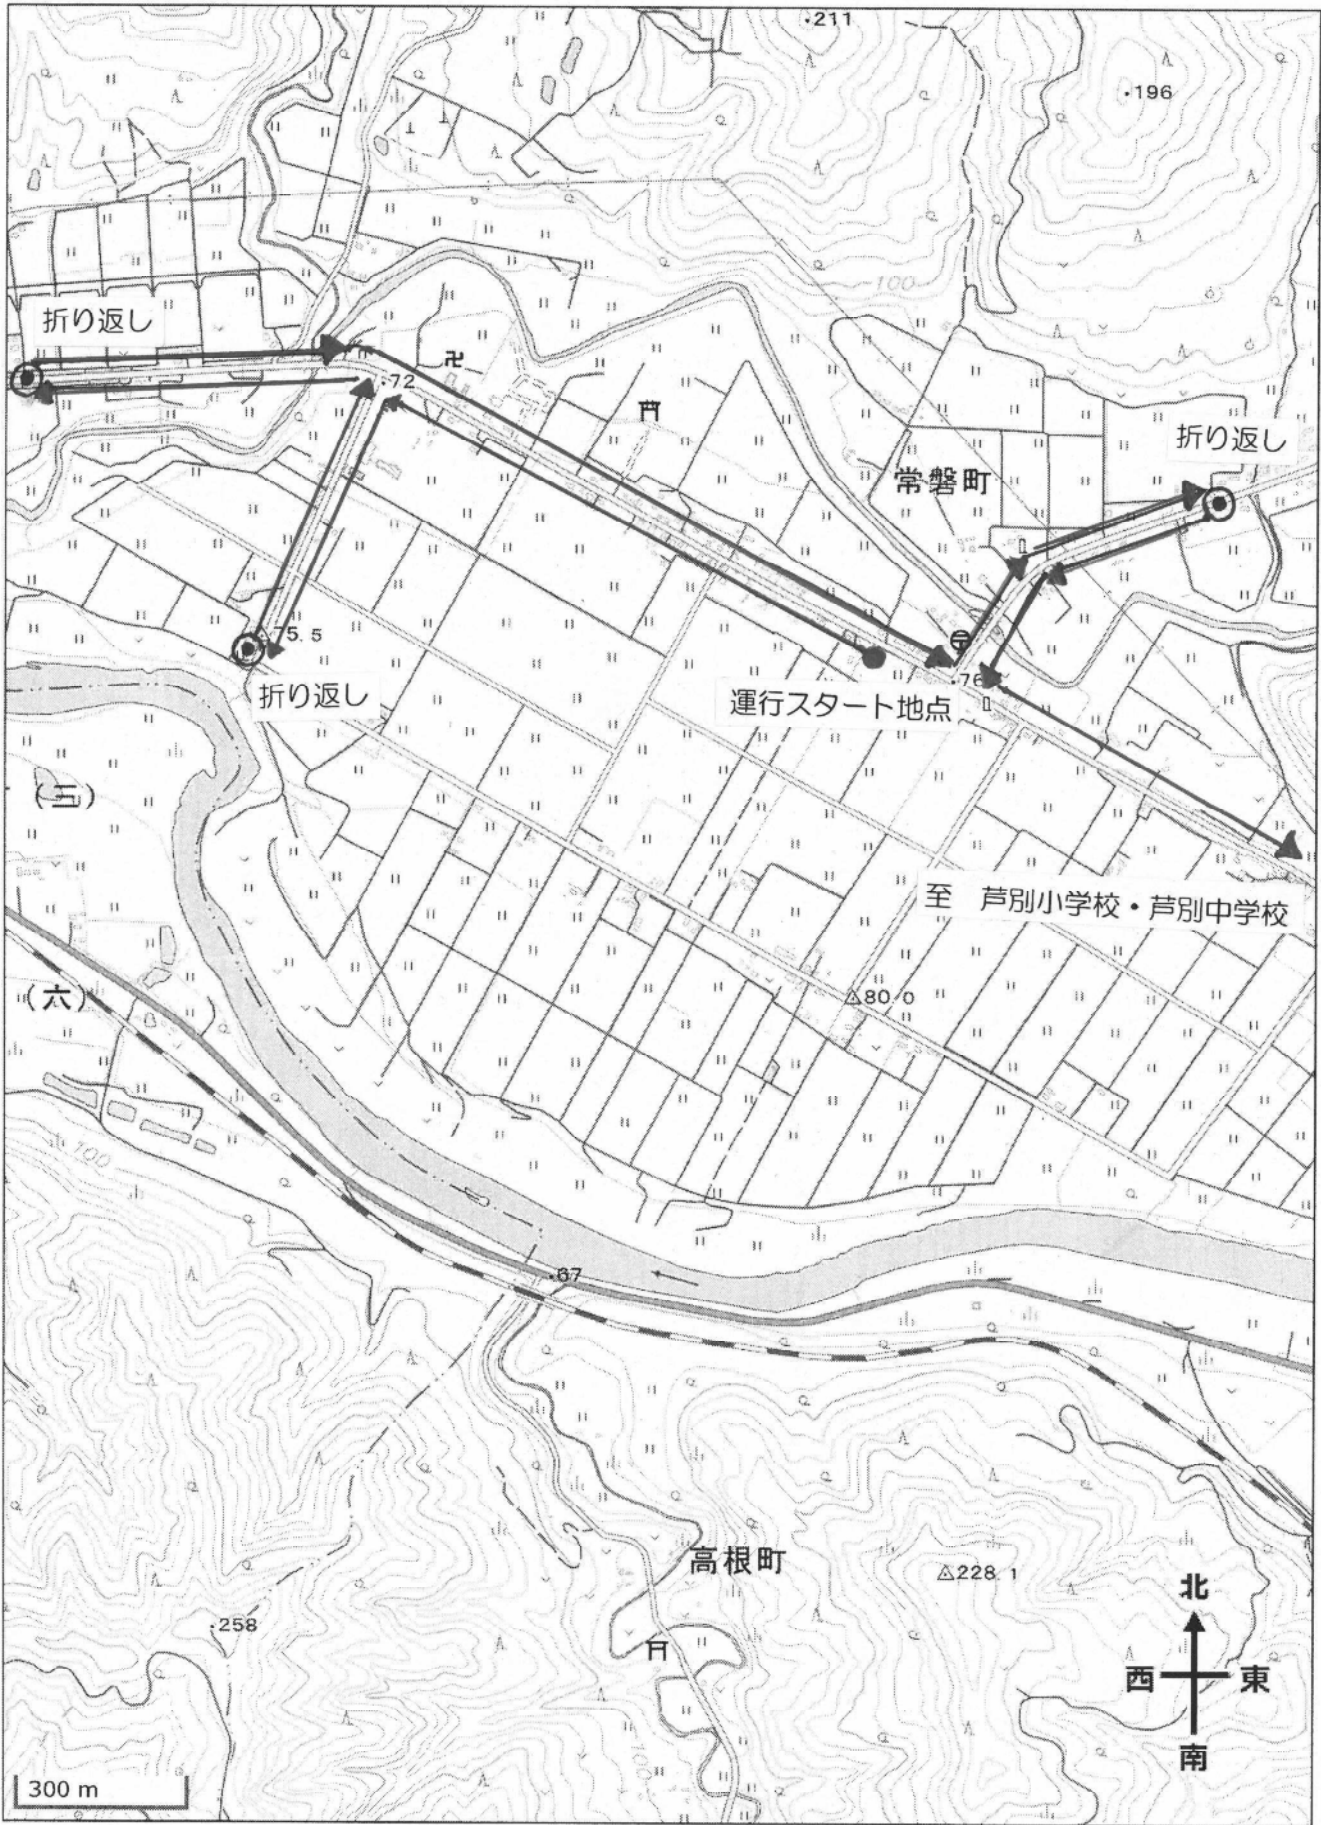 211
196
100
折り返し
72
折り返し
常磐町
75.5
折り返し
76
運行スタート地点
(三)
至 芦別小学校・芦別中学校
(六)
80.0
100
67
高根町
228.1
北
258
西 東
南
100
300 m